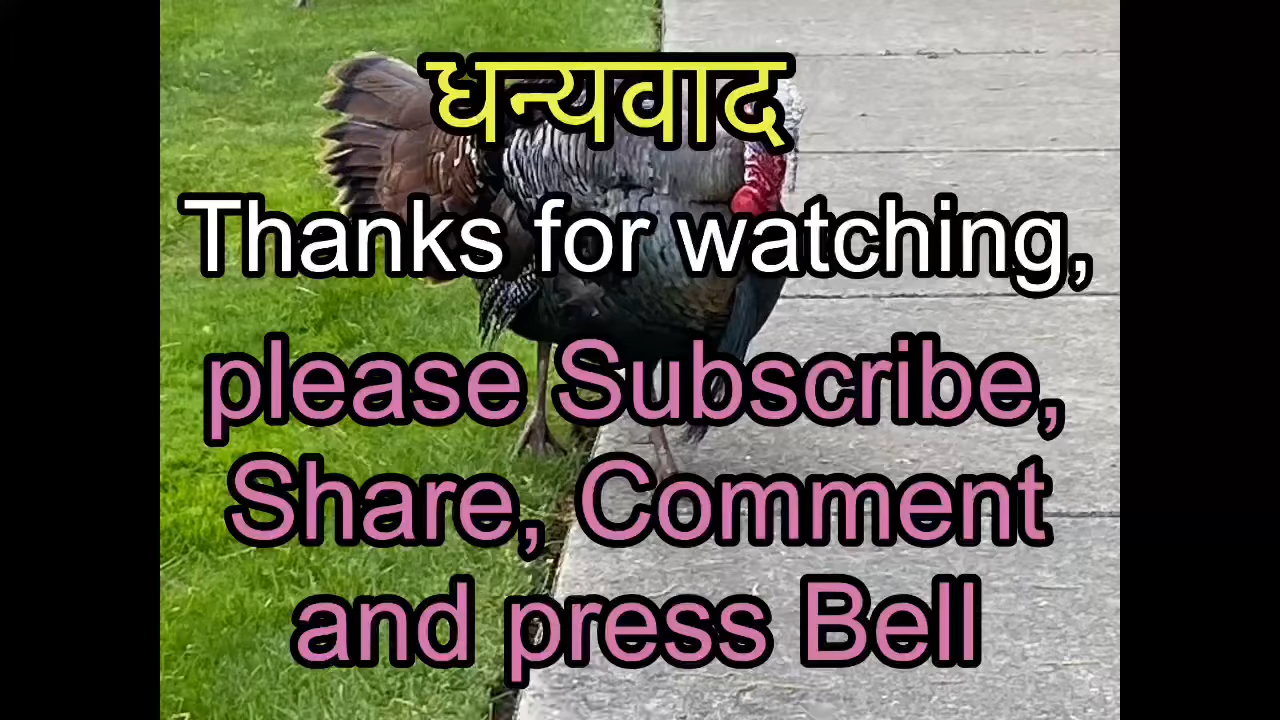 धन्यवाद
Thanks for watching,
please Subscribe,
Share, Comment
and press Bell